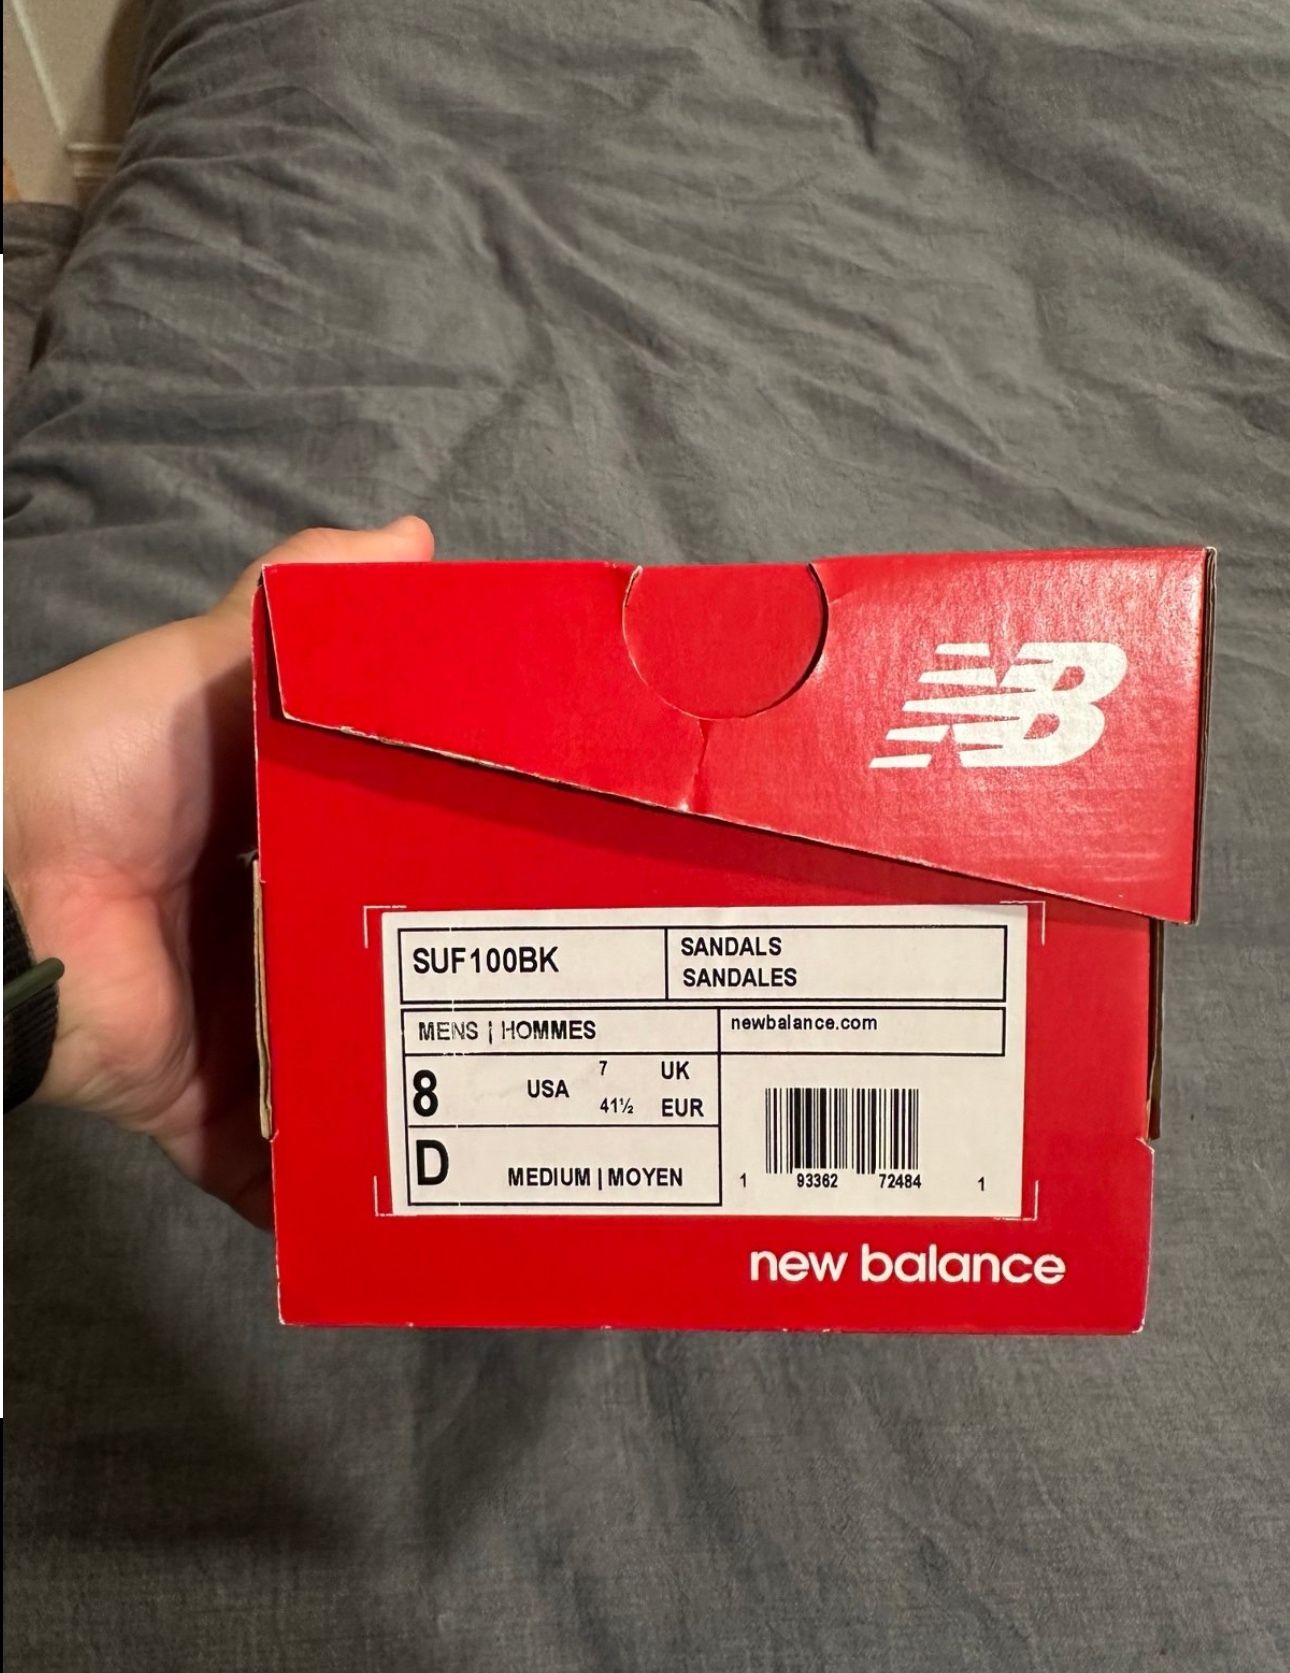 NB
SUF100BK
SANDALS
SANDALES
MENS | HOMMES
newbalance.com
8 USA 7 UK
41½ EUR
D MEDIUM | MOYEN
1 93362 72484 1
new balance